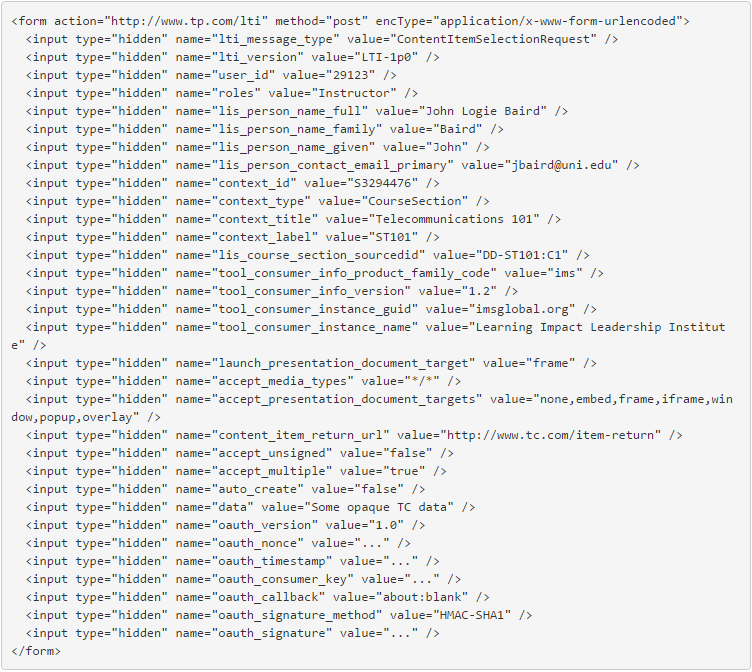 <form action="http://www.tp.com/lti" method="post" encType="application/x-www-form-urlencoded">
  <input type="hidden" name="lti_message_type" value="ContentItemSelectionRequest" />
  <input type="hidden" name="lti_version" value="LTI-1p0" />
  <input type="hidden" name="user_id" value="29123" />
  <input type="hidden" name="roles" value="Instructor" />
  <input type="hidden" name="lis_person_name_full" value="John Logie Baird" />
  <input type="hidden" name="lis_person_name_family" value="Baird" />
  <input type="hidden" name="lis_person_name_given" value="John" />
  <input type="hidden" name="lis_person_contact_email_primary" value="jbaird@uni.edu" />
  <input type="hidden" name="context_id" value="S3294476" />
  <input type="hidden" name="context_type" value="CourseSection" />
  <input type="hidden" name="context_title" value="Telecommunications 101" />
  <input type="hidden" name="context_label" value="ST101" />
  <input type="hidden" name="lis_course_section_sourcedid" value="DD-ST101:C1" />
  <input type="hidden" name="tool_consumer_info_product_family_code" value="ims" />
  <input type="hidden" name="tool_consumer_info_version" value="1.2" />
  <input type="hidden" name="tool_consumer_instance_guid" value="imsglobal.org" />
  <input type="hidden" name="tool_consumer_instance_name" value="Learning Impact Leadership Institut
e" />
  <input type="hidden" name="launch_presentation_document_target" value="frame" />
  <input type="hidden" name="accept_media_types" value="*/*" />
  <input type="hidden" name="accept_presentation_document_targets" value="none,embed,frame,iframe,win
dow,popup,overlay" />
  <input type="hidden" name="content_item_return_url" value="http://www.tc.com/item-return" />
  <input type="hidden" name="accept_unsigned" value="false" />
  <input type="hidden" name="accept_multiple" value="true" />
  <input type="hidden" name="auto_create" value="false" />
  <input type="hidden" name="data" value="Some opaque TC data" />
  <input type="hidden" name="oauth_version" value="1.0" />
  <input type="hidden" name="oauth_nonce" value="..." />
  <input type="hidden" name="oauth_timestamp" value="..." />
  <input type="hidden" name="oauth_consumer_key" value="..." />
  <input type="hidden" name="oauth_callback" value="about:blank" />
  <input type="hidden" name="oauth_signature_method" value="HMAC-SHA1" />
  <input type="hidden" name="oauth_signature" value="..." />
</form>